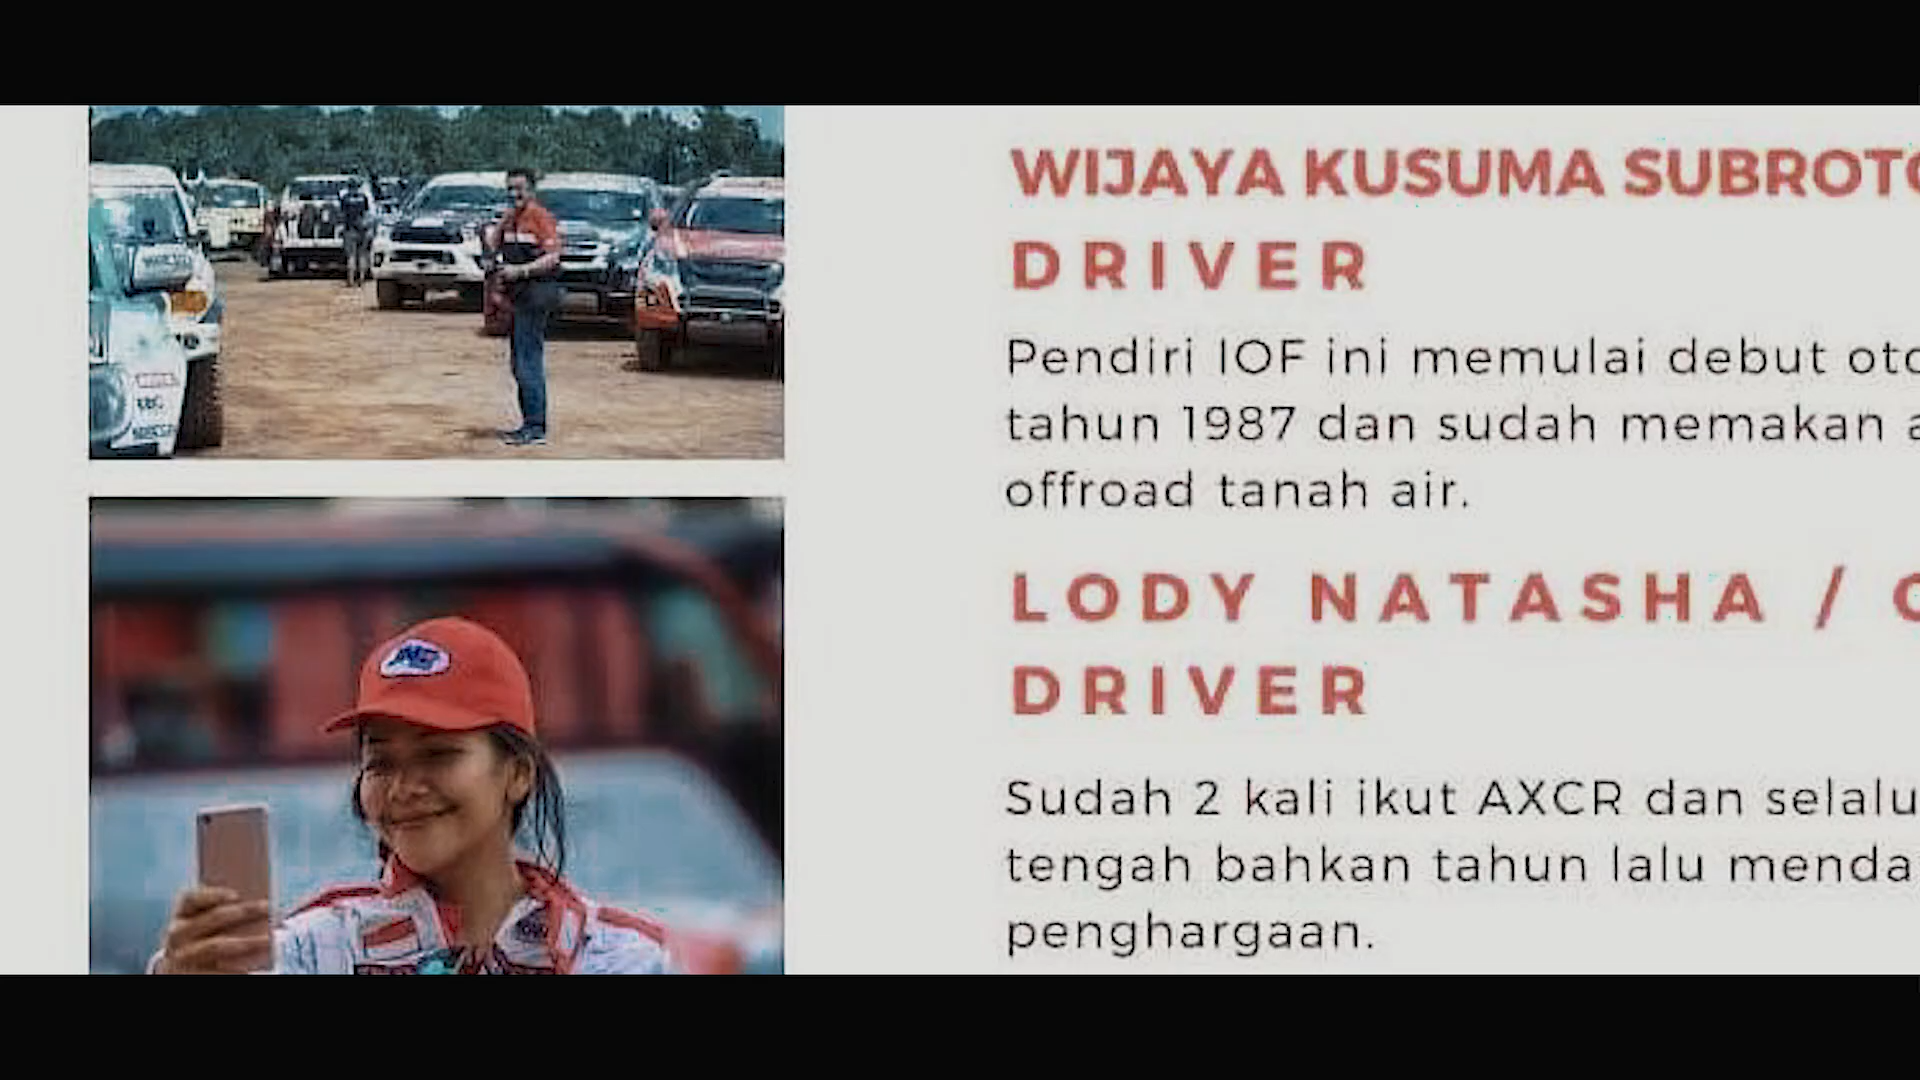 WIJAYA KUSUMA SUBROTO
DRIVER
Pendiri IOF ini memulai debut oto
tahun 1987 dan sudah memakan a
offroad tanah air.
LODY NATASHA / C
DRIVER
Sudah 2 kali ikut AXCR dan selalu
tengah bahkan tahun lalu menda
penghargaan.